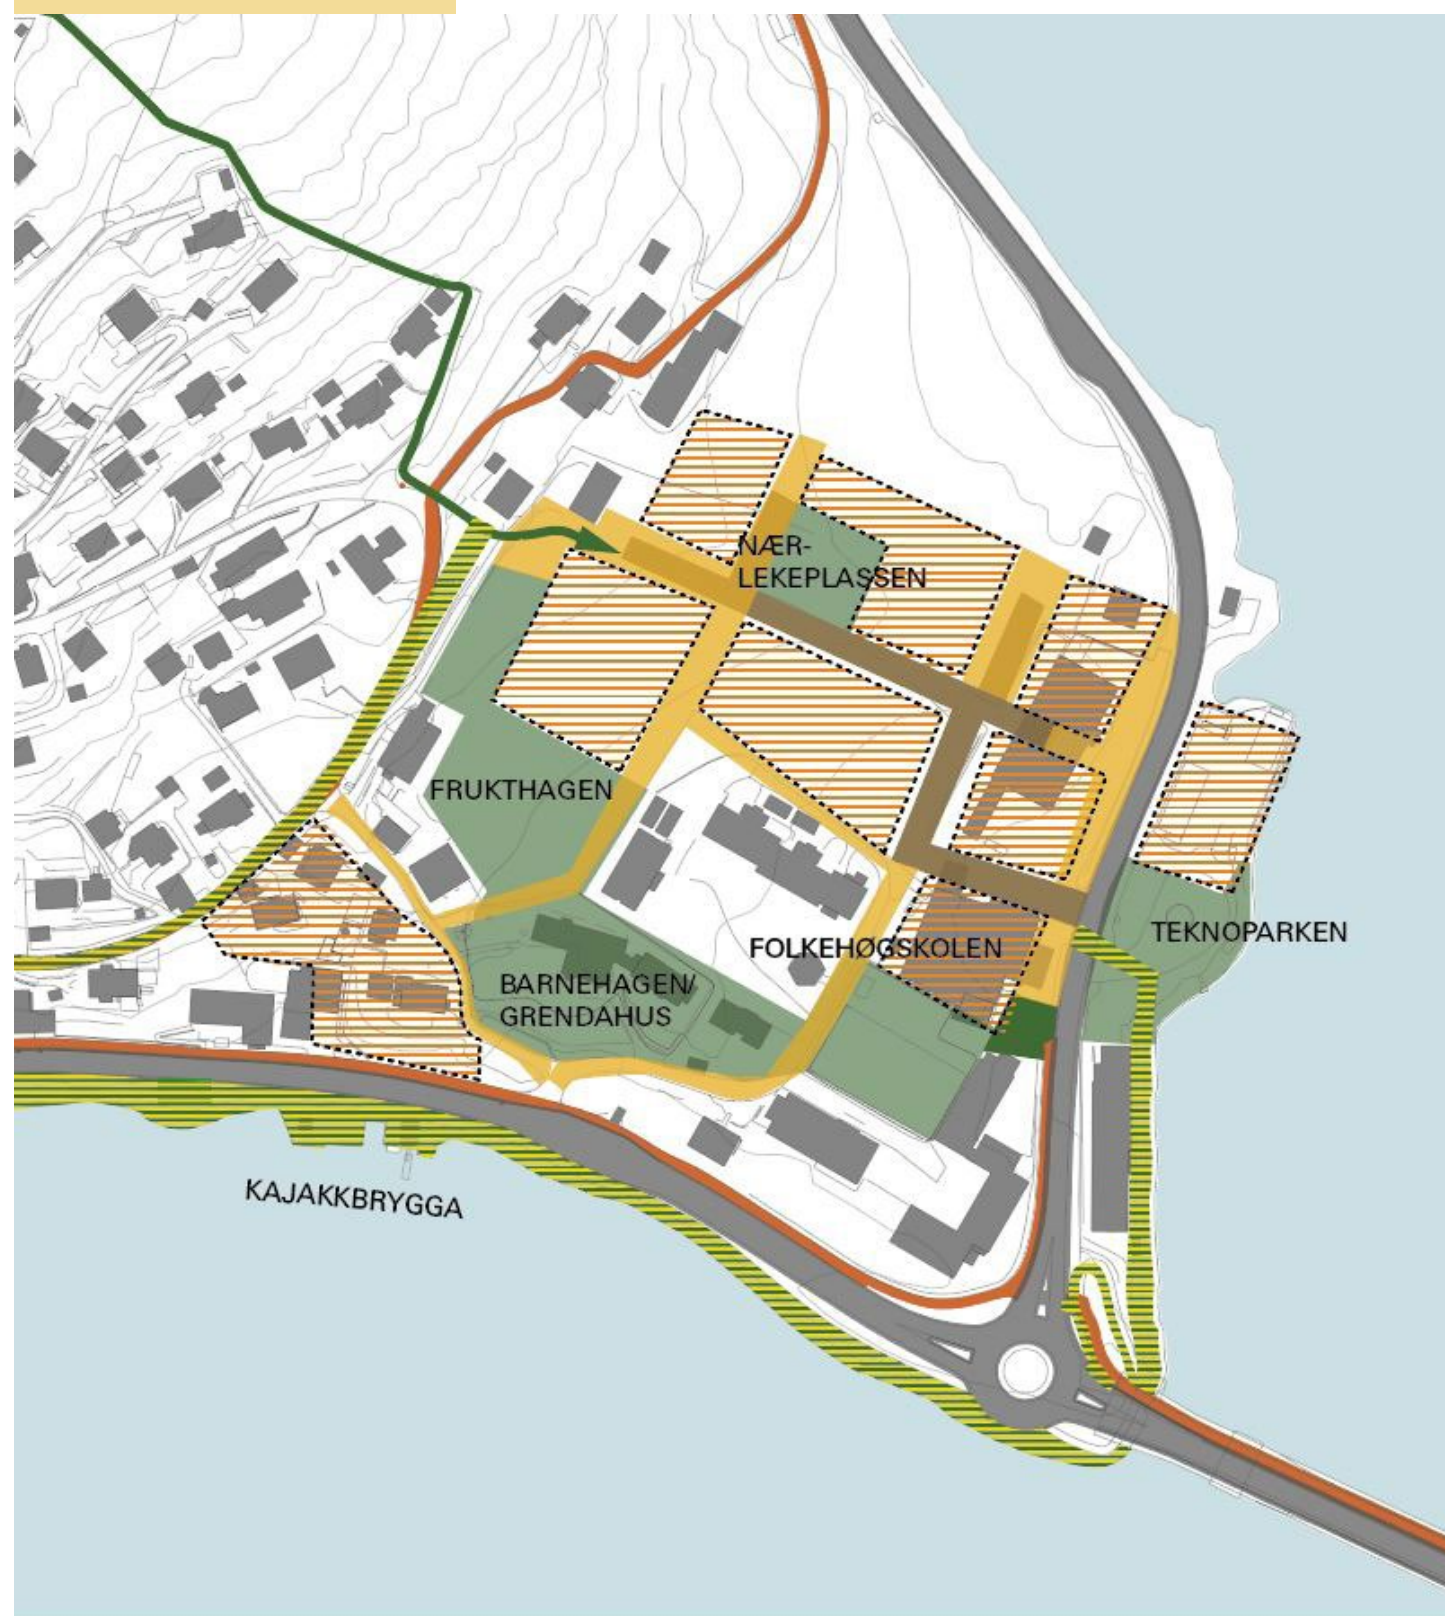 NÆR-
LEKEPLASSEN
FRUKTHAGEN
TEKNOPARKEN
FOLKEHØGSKOLEN
BARNEHAGEN/
GRENDAHUS
KAJAKKBRYGGA